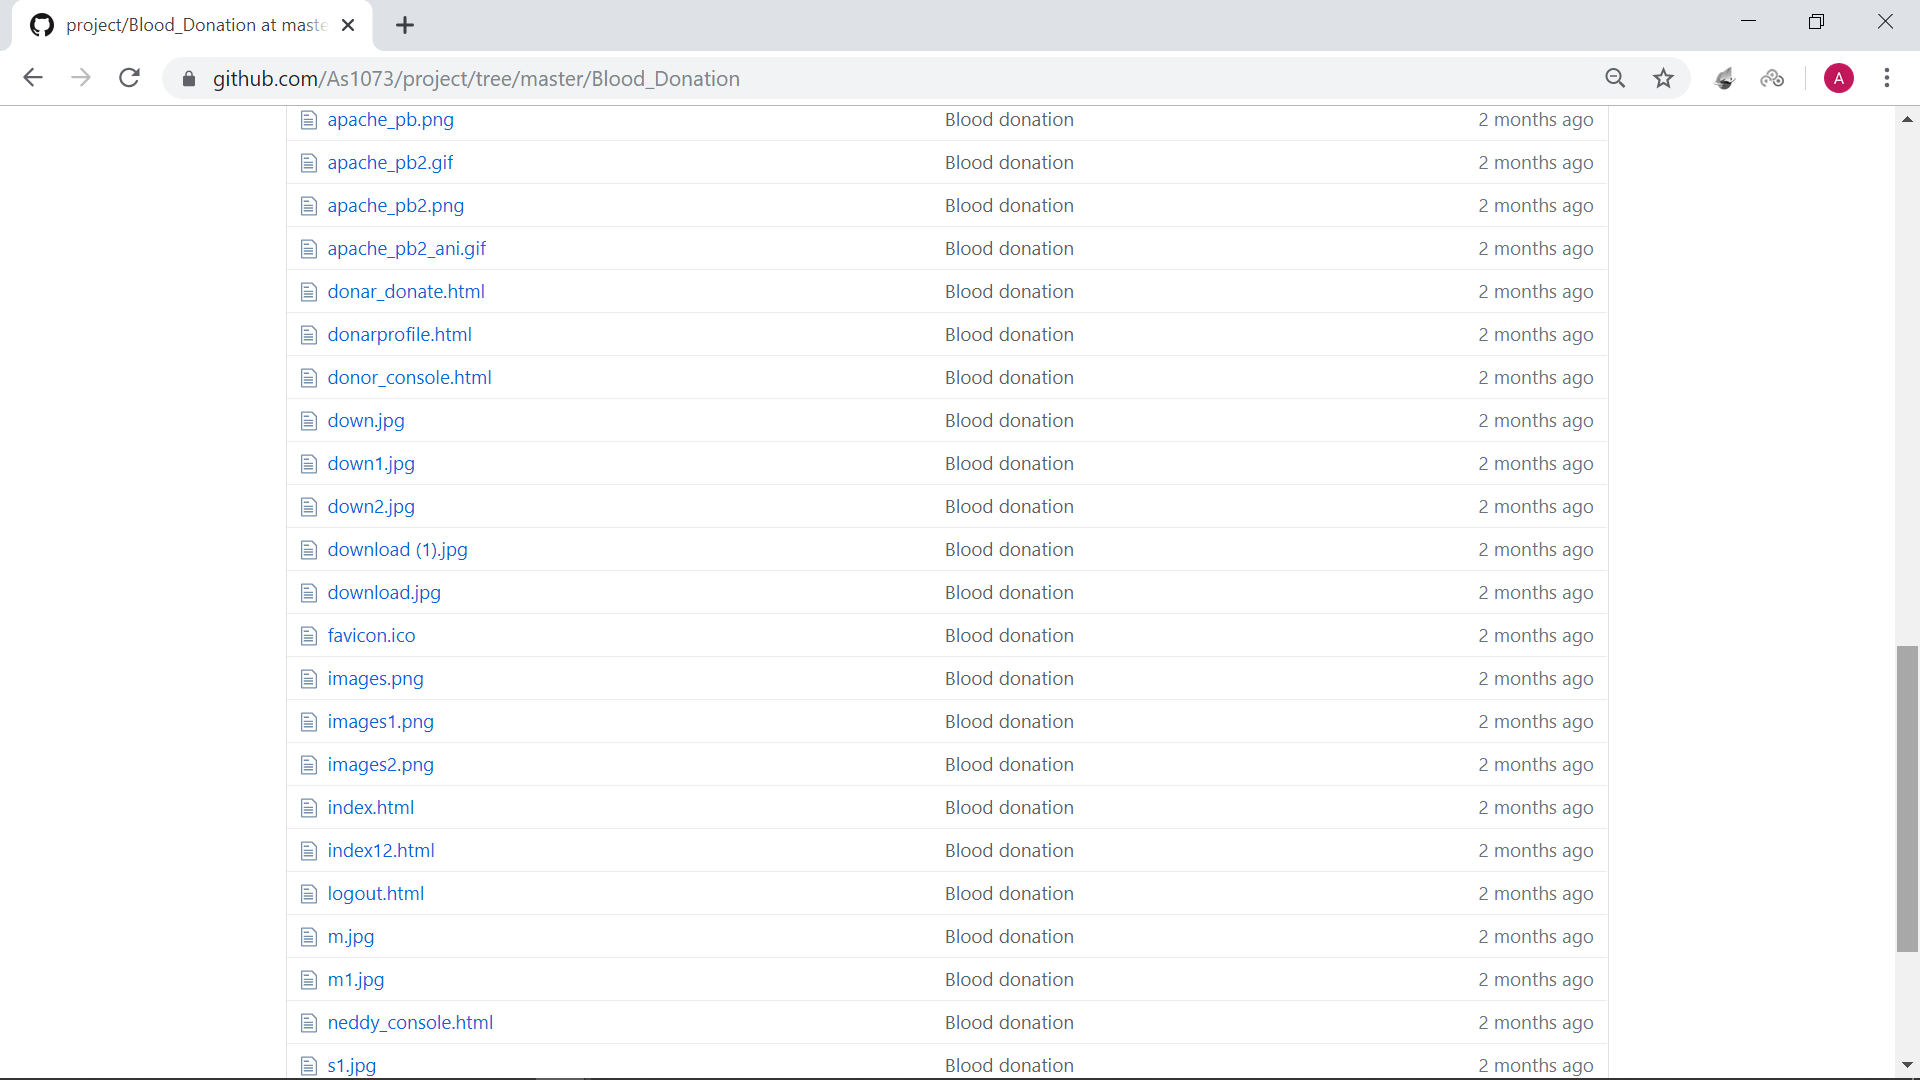 project/Blood_Donation at maste
github.com/As1073/project/tree/master/Blood_Donation
A
apache_pb.png Blood donation 2 months ago
apache_pb2.gif Blood donation 2 months ago
apache_pb2.png Blood donation 2 months ago
apache_pb2_ani.gif Blood donation 2 months ago
donar_donate.html Blood donation 2 months ago
donarprofile.html Blood donation 2 months ago
donor_console.html Blood donation 2 months ago
down.jpg Blood donation 2 months ago
down1.jpg Blood donation 2 months ago
down2.jpg Blood donation 2 months ago
download (1).jpg Blood donation 2 months ago
download.jpg Blood donation 2 months ago
favicon.ico Blood donation 2 months ago
images.png Blood donation 2 months ago
images1.png Blood donation 2 months ago
images2.png Blood donation 2 months ago
index.html Blood donation 2 months ago
index12.html Blood donation 2 months ago
logout.html Blood donation 2 months ago
m.jpg Blood donation 2 months ago
m1.jpg Blood donation 2 months ago
neddy_console.html Blood donation 2 months ago
s1.jpg Blood donation 2 months ago